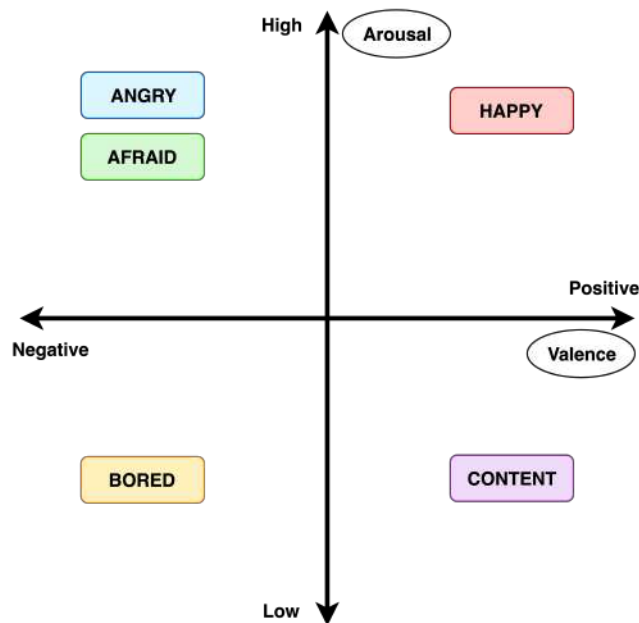 High
Arousal
ANGRY
HAPPY
AFRAID
Positive
Negative
Valence
BORED
CONTENT
Low